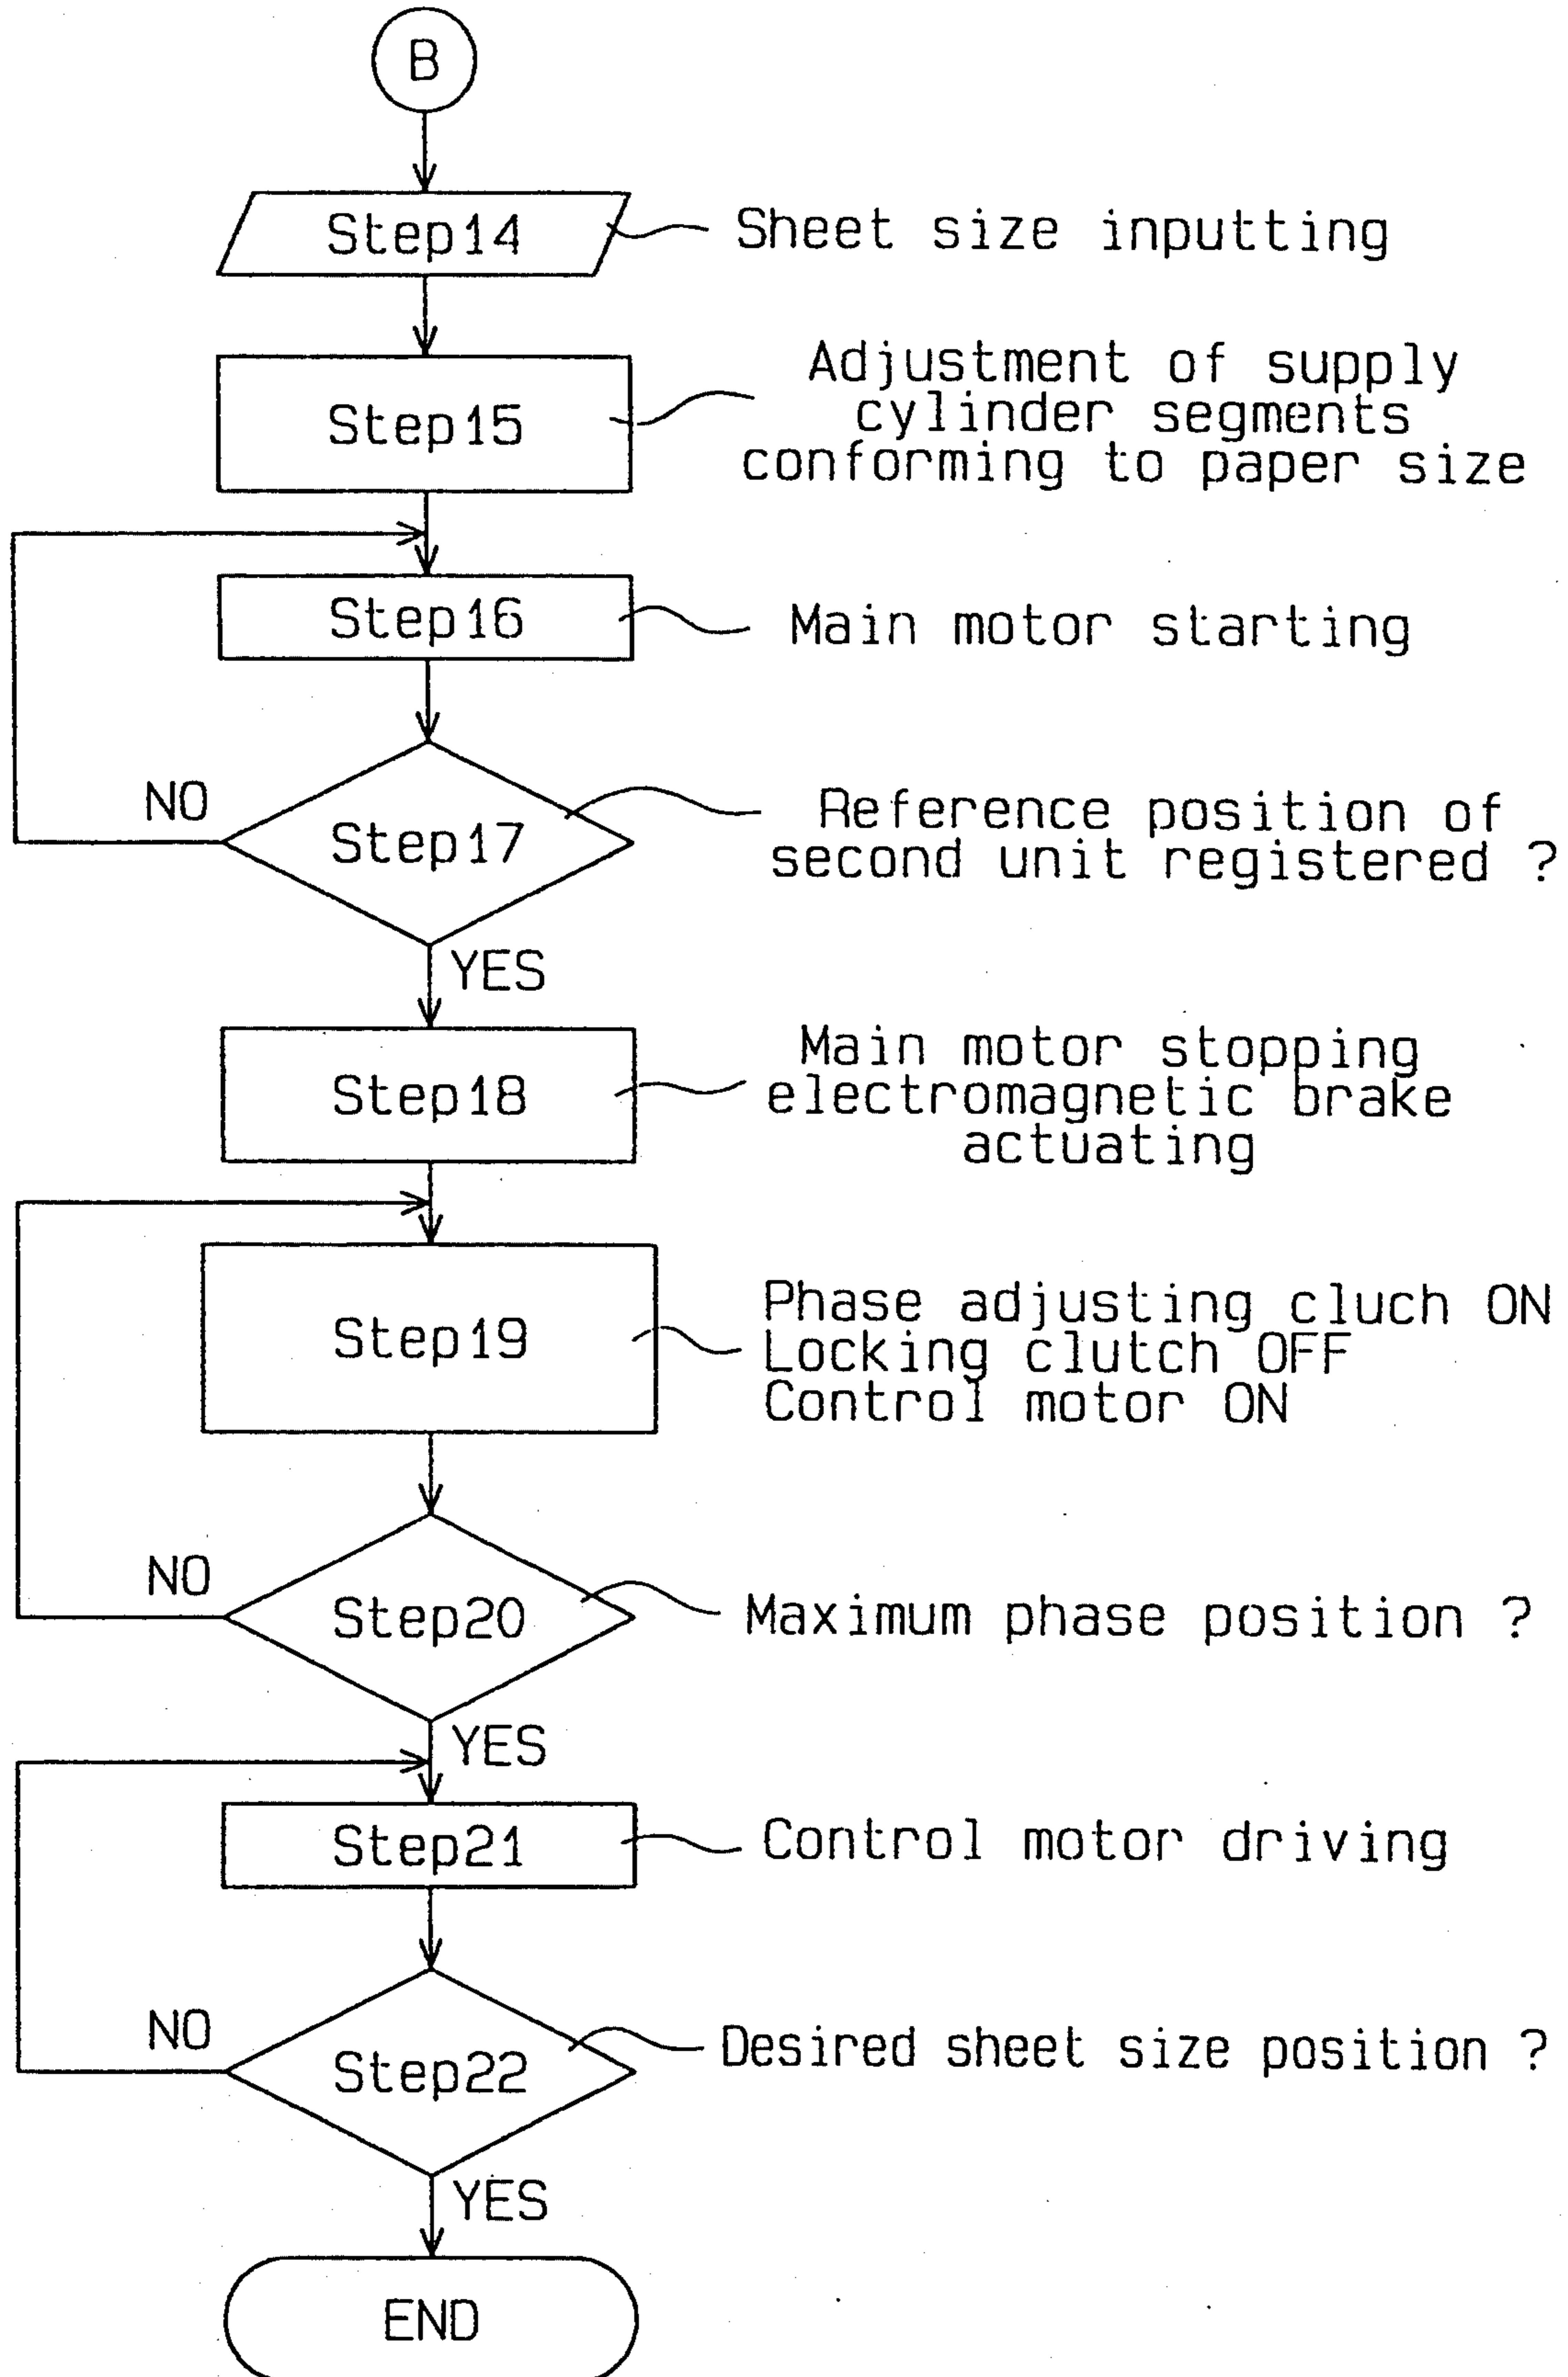 B
Step14
Sheet size inputting
Step15
Adjustment of supply
cylinder segments
conforming to paper size
Step16
Main motor starting
NO
Step17
Reference position of
second unit registered ?
YES
Step18
Main motor stopping
electromagnetic brake
actuating
Step19
Phase adjusting cluch ON
Locking clutch OFF
Control motor ON
NO
Step20
Maximum phase position ?
YES
Step21
Control motor driving
NO
Step22
Desired sheet size position ?
YES
END